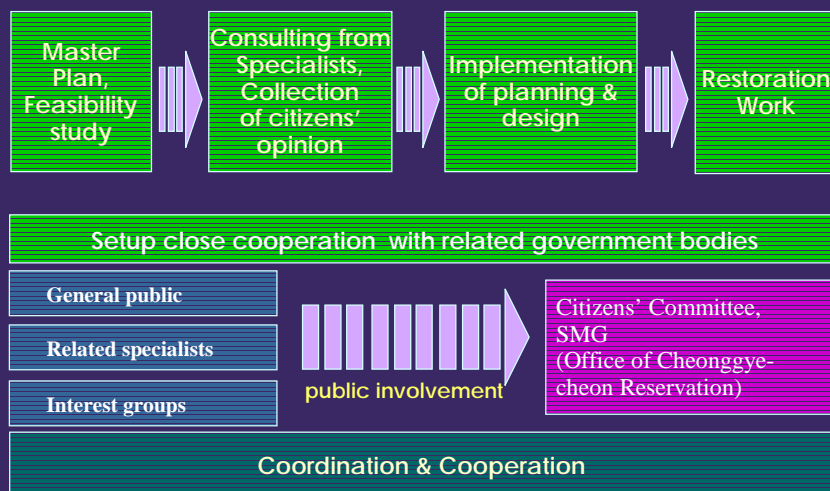 Master
Plan,
Feasibility
study
Consulting from
Specialists,
Collection
of citizens'
opinion
Implementation
of planning &
design
Restoration
Work
Setup close cooperation with related government bodies
General public
Related specialists
Interest groups
public involvement
Citizens' Committee,
SMG
(Office of Cheonggye-
cheon Reservation)
Coordination & Cooperation